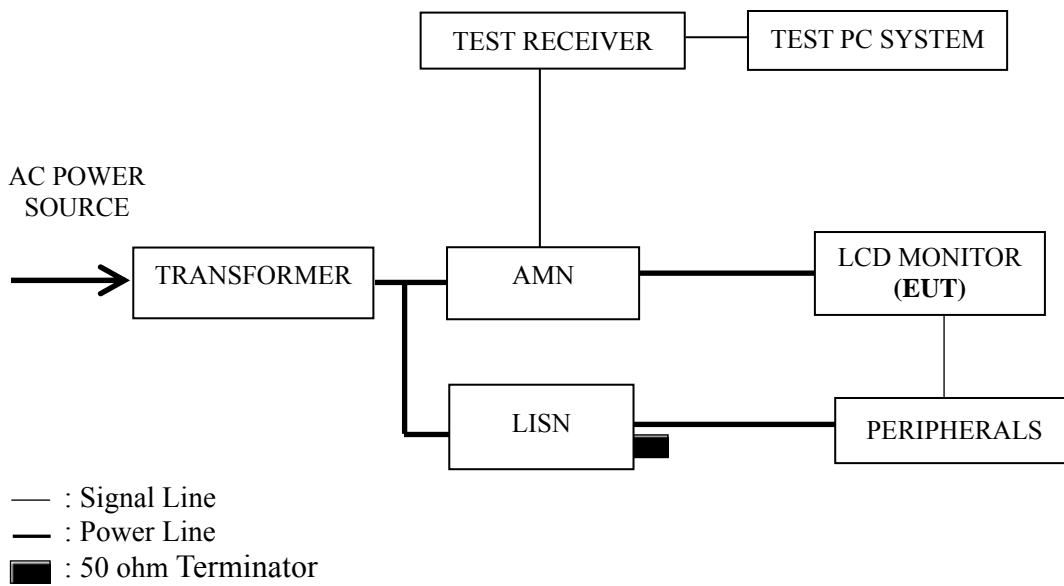 TEST RECEIVER
TEST PC SYSTEM
AC POWER
SOURCE
TRANSFORMER
AMN
LCD MONITOR
(EUT)
LISN
PERIPHERALS
: Signal Line
: Power Line
: 50 ohm Terminator